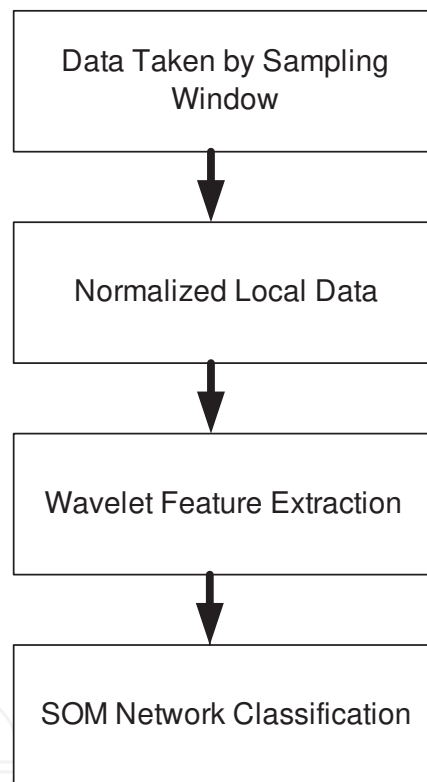 Data Taken by Sampling
Window
Normalized Local Data
Wavelet Feature Extraction
SOM Network Classification